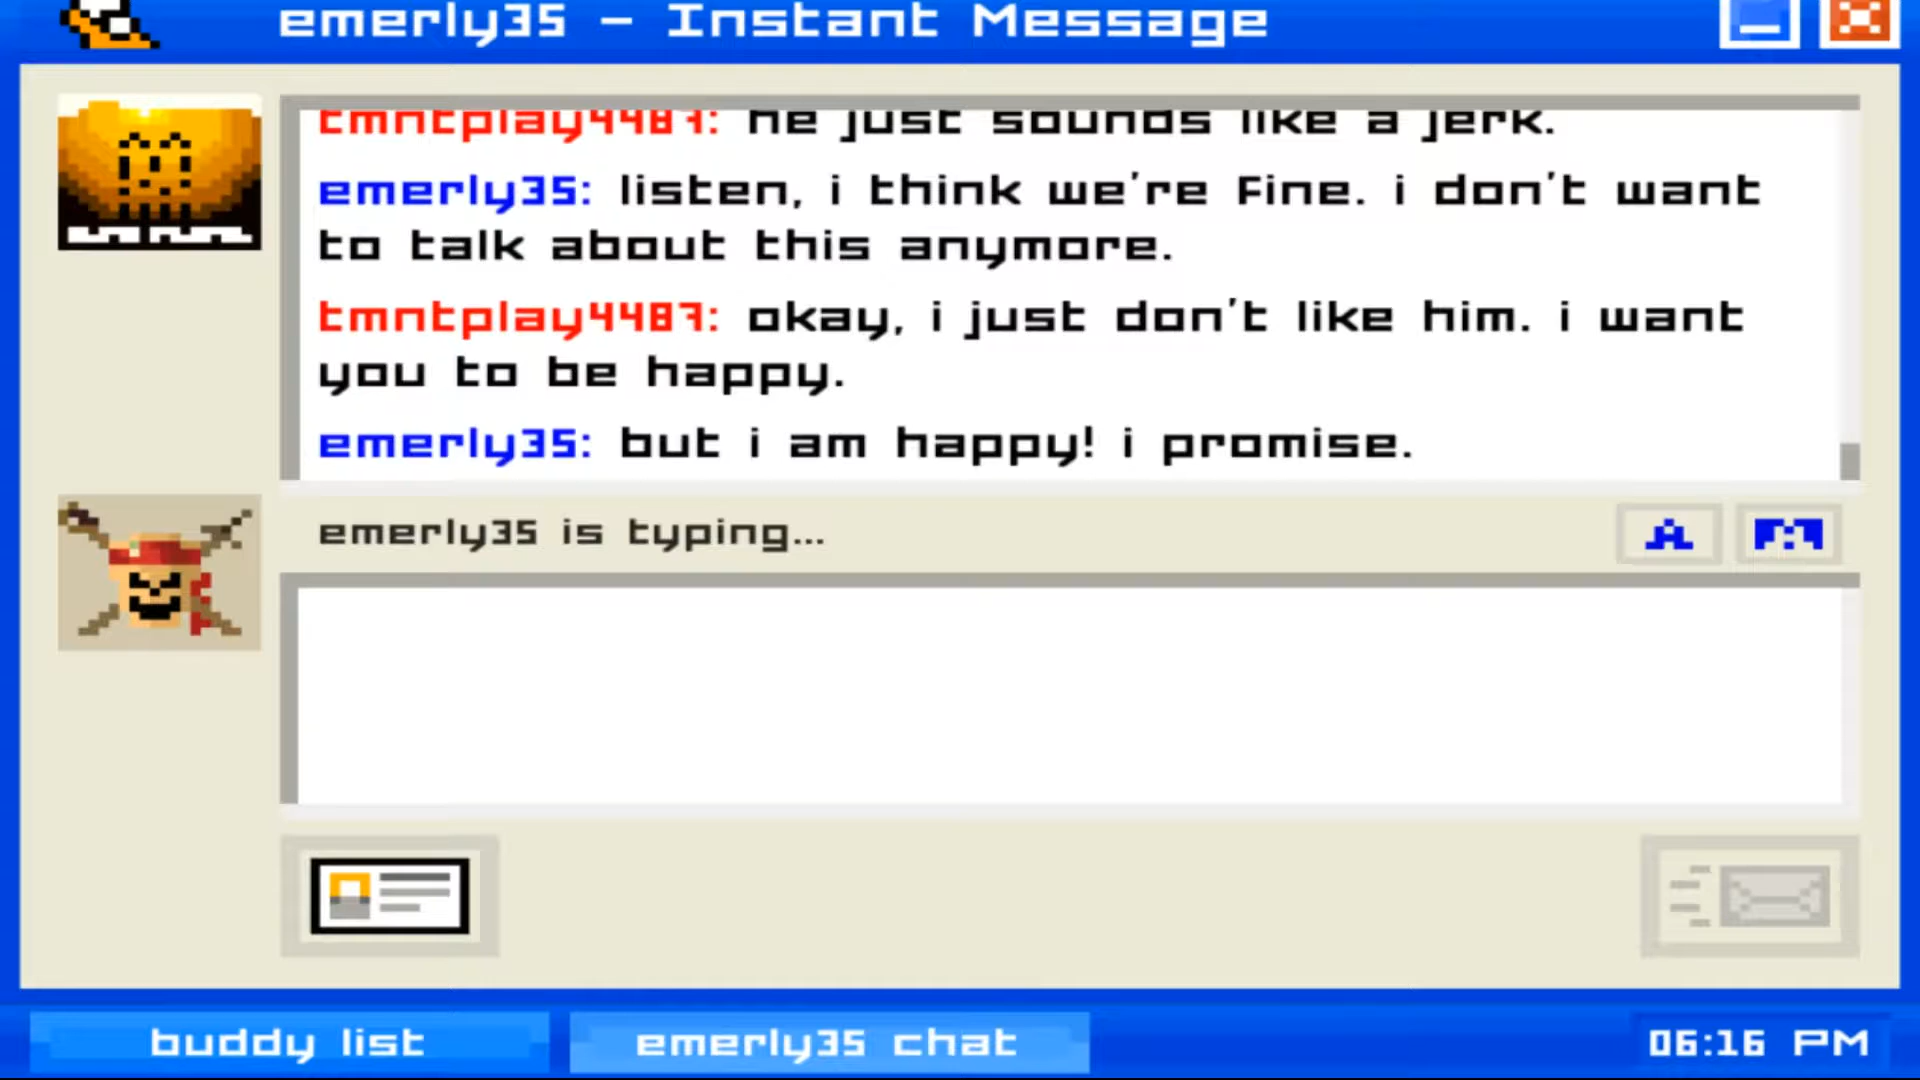 emerly35 - Instant Message
tmntplay4487: he just sounds like a jerk.
emerly35: listen, i think we're fine. i don't want
to talk about this anymore.
tmntplay4487: okay, i just don't like him. i want
you to be happy.
emerly35: but i am happy! i promise.
emerly35 is typing...
A
buddy list
emerly35 chat
06:16 PM